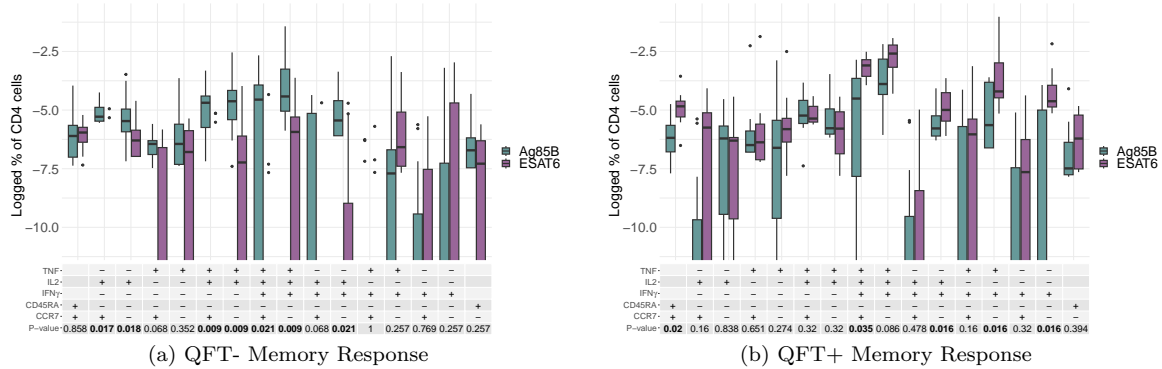 Logged % of CD4 cells
−2.5
−5.0
−7.5
−10.0
Ag85B
ESAT6
TNF − − + + + + + + − − + + − −
IL2 + + − − + + + + + + − − − −
IFNγ − − − − − − + + + + + + + +
CD45RA + − − − − − − − − − − − − − − +
CCR7 + + − + − + − + − + − + − + − −
P−value 0.858 0.017 0.018 0.068 0.352 0.009 0.009 0.021 0.009 0.068 0.021 1 0.257 0.769 0.257 0.257
(a) QFT- Memory Response
Logged % of CD4 cells
−2.5
−5.0
−7.5
−10.0
Ag85B
ESAT6
TNF − − + + + + + + − − + + − −
IL2 + + − − + + + + + + − − − −
IFNγ − − − − − − + + + + + + + +
CD45RA + − − − − − − − − − − − − − − +
CCR7 + + − + − + − + − + − + − + − −
P−value 0.02 0.16 0.838 0.651 0.274 0.32 0.32 0.035 0.086 0.478 0.016 0.16 0.016 0.32 0.016 0.394
(b) QFT+ Memory Response